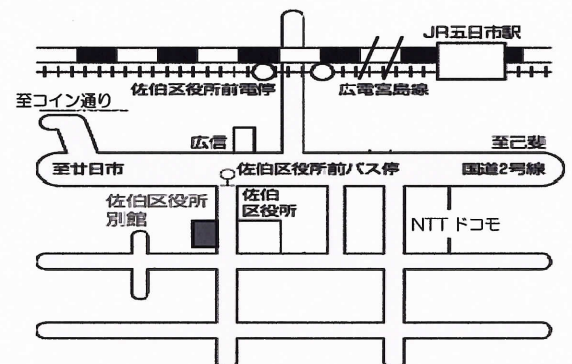 JR五日市駅
佐伯区役所前電停
広電宮島線
至コイン通り
広信
至己斐
至廿日市
佐伯区役所前バス停
国道2号線
佐伯区役所
別館
佐伯
区役所
NTTドコモ